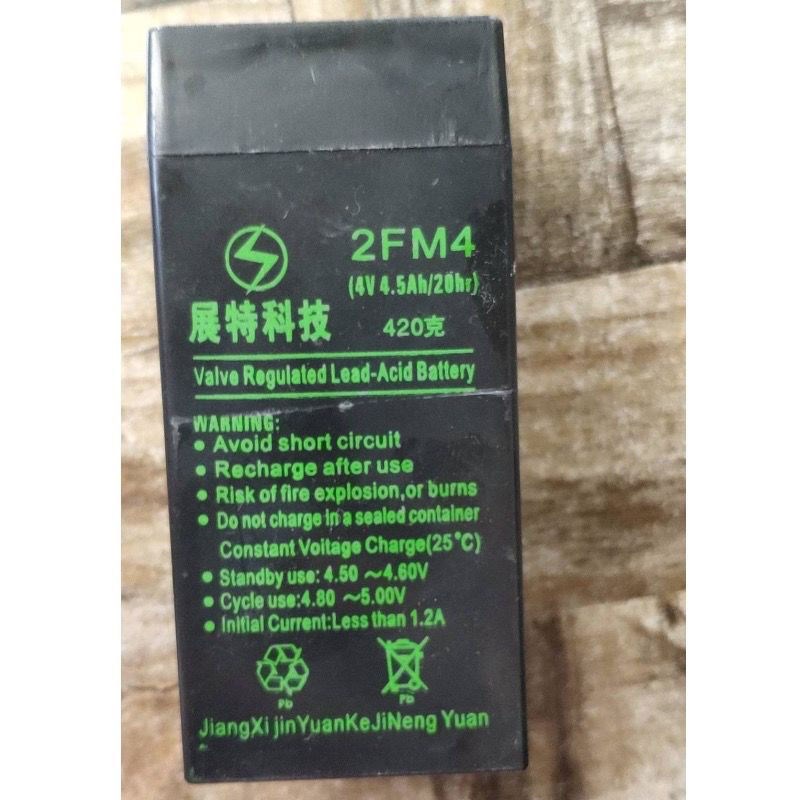 2FM4
(4V 4.5Ah/20hr)
展特科技
420克
Valve Regulated Lead-Acid Battery
WARNING:
• Avoid short circuit
• Recharge after use
• Risk of fire explosion,or burns
• Do not charge in a sealed container
Constant Voltage Charge(25°C)
• Standby use: 4.50 ～4.60V
• Cycle use:4.80 ～5.00V
• Initial Current:Less than 1.2A
Pb
Pb
JiangXi jinYuanKeJiNeng Yuan